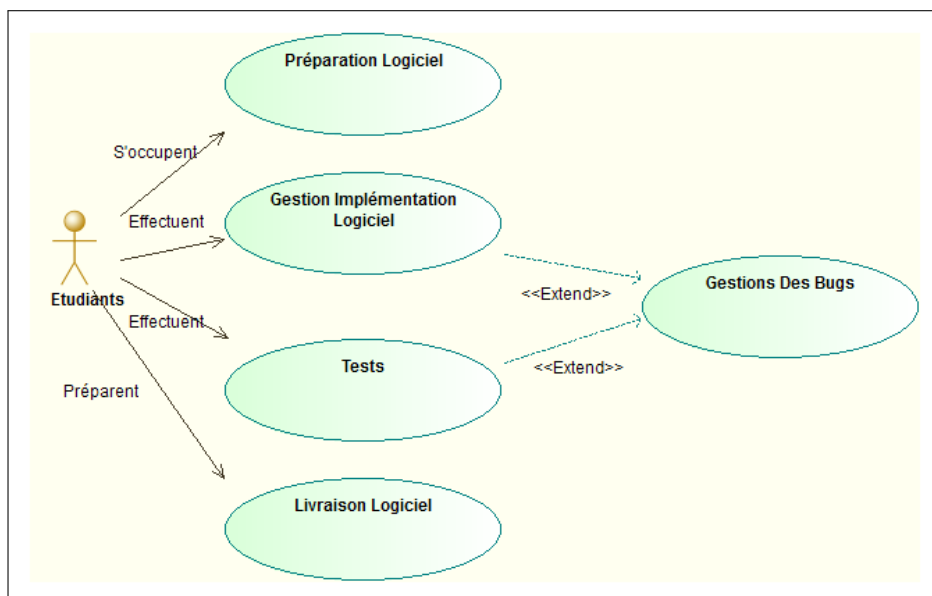 Préparation Logiciel
S'occupent
Gestion Implémentation
Logiciel
Effectuent
Etudiants
Gestions Des Bugs
<<Extend>>
Effectuent
Tests
<<Extend>>
Préparent
Livraison Logiciel